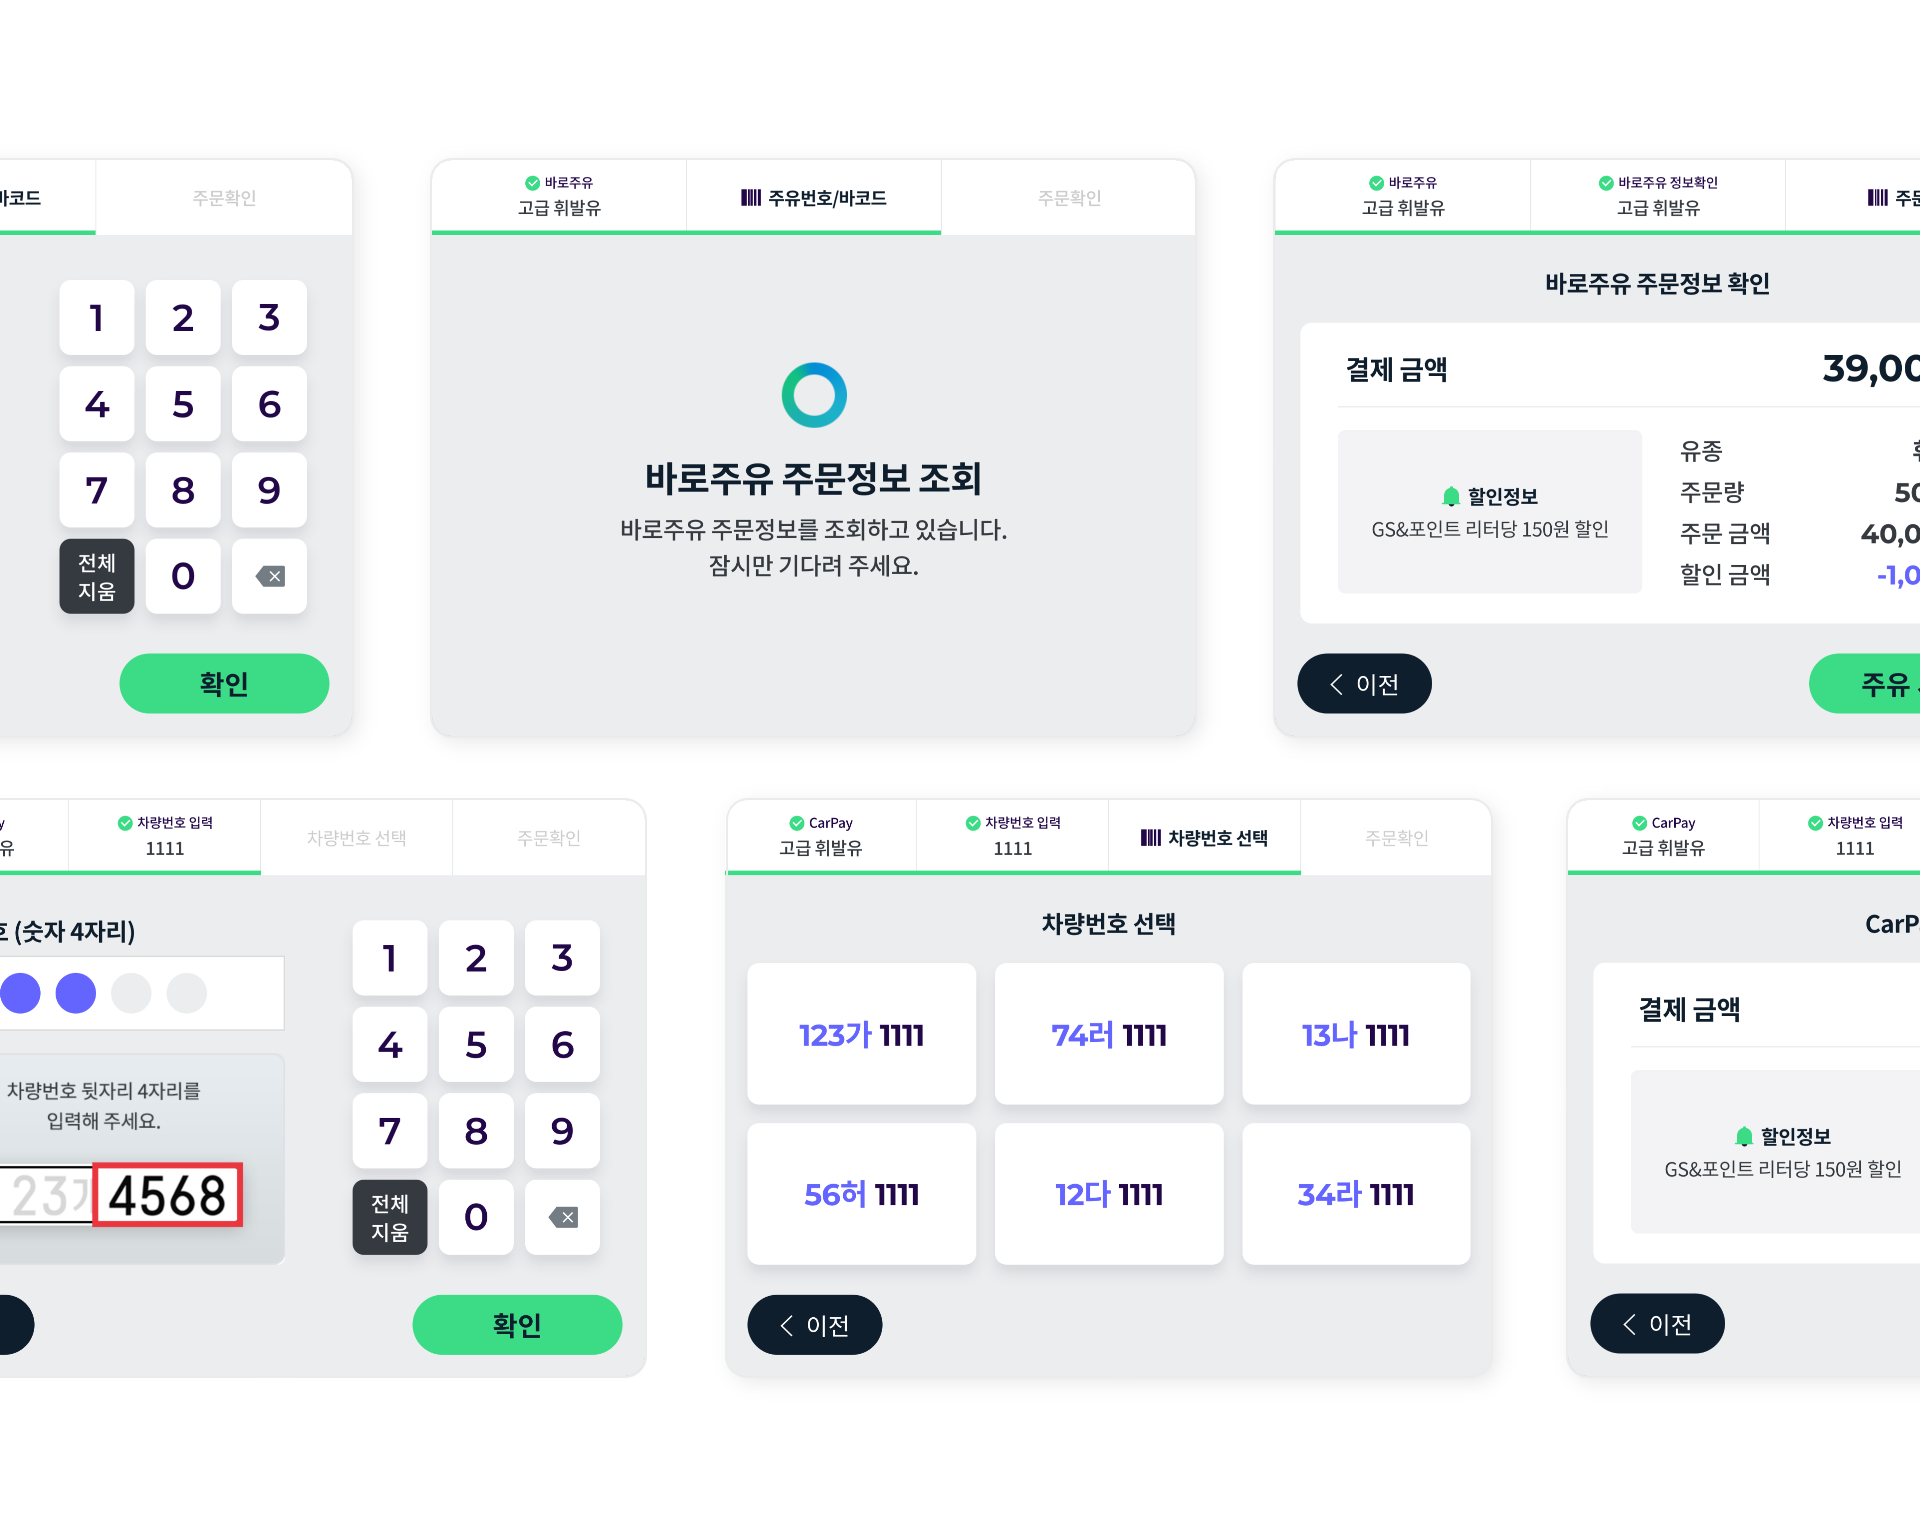 바코드
주문확인
1 2 3
4 5 6
7 8 9
전체
지움
0
확인
바로주유
고급 휘발유
주유번호/바코드
주문확인
바로주유 주문정보 조회
바로주유 주문정보를 조회하고 있습니다.
잠시만 기다려 주세요.
바로주유
고급 휘발유
바로주유 정보확인
고급 휘발유
바로주유 주문정보 확인
결제 금액
39,00
할인정보
GS&포인트 리터당 150원 할인
유종
주문량 50
주문 금액 40,0
할인 금액 -1,0
이전
주유
y
유
차량번호 입력
1111
차량번호 선택
주문확인
호 (숫자 4자리)
차량번호 뒷자리 4자리를
입력해 주세요.
23가 4568
1 2 3
4 5 6
7 8 9
전체
지움
0
확인
CarPay
고급 휘발유
차량번호 입력
1111
차량번호 선택
주문확인
차량번호 선택
123가 1111
74러 1111
13나 1111
56허 1111
12다 1111
34라 1111
이전
CarPay
고급 휘발유
차량번호 입력
1111
CarP
결제 금액
할인정보
GS&포인트 리터당 150원 할인
이전